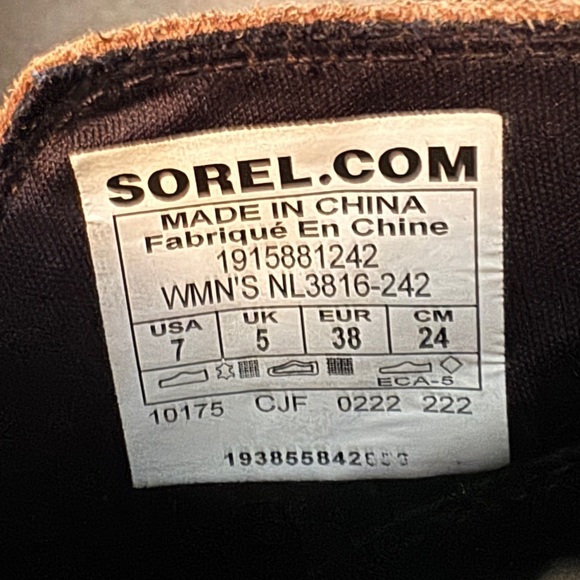 SOREL.COM
MADE IN CHINA
Fabriqué En Chine
1915881242
WMN'S NL3816-242
USA UK EUR CM
7 5 38 24
ECA-5
10175 CJF 0222 222